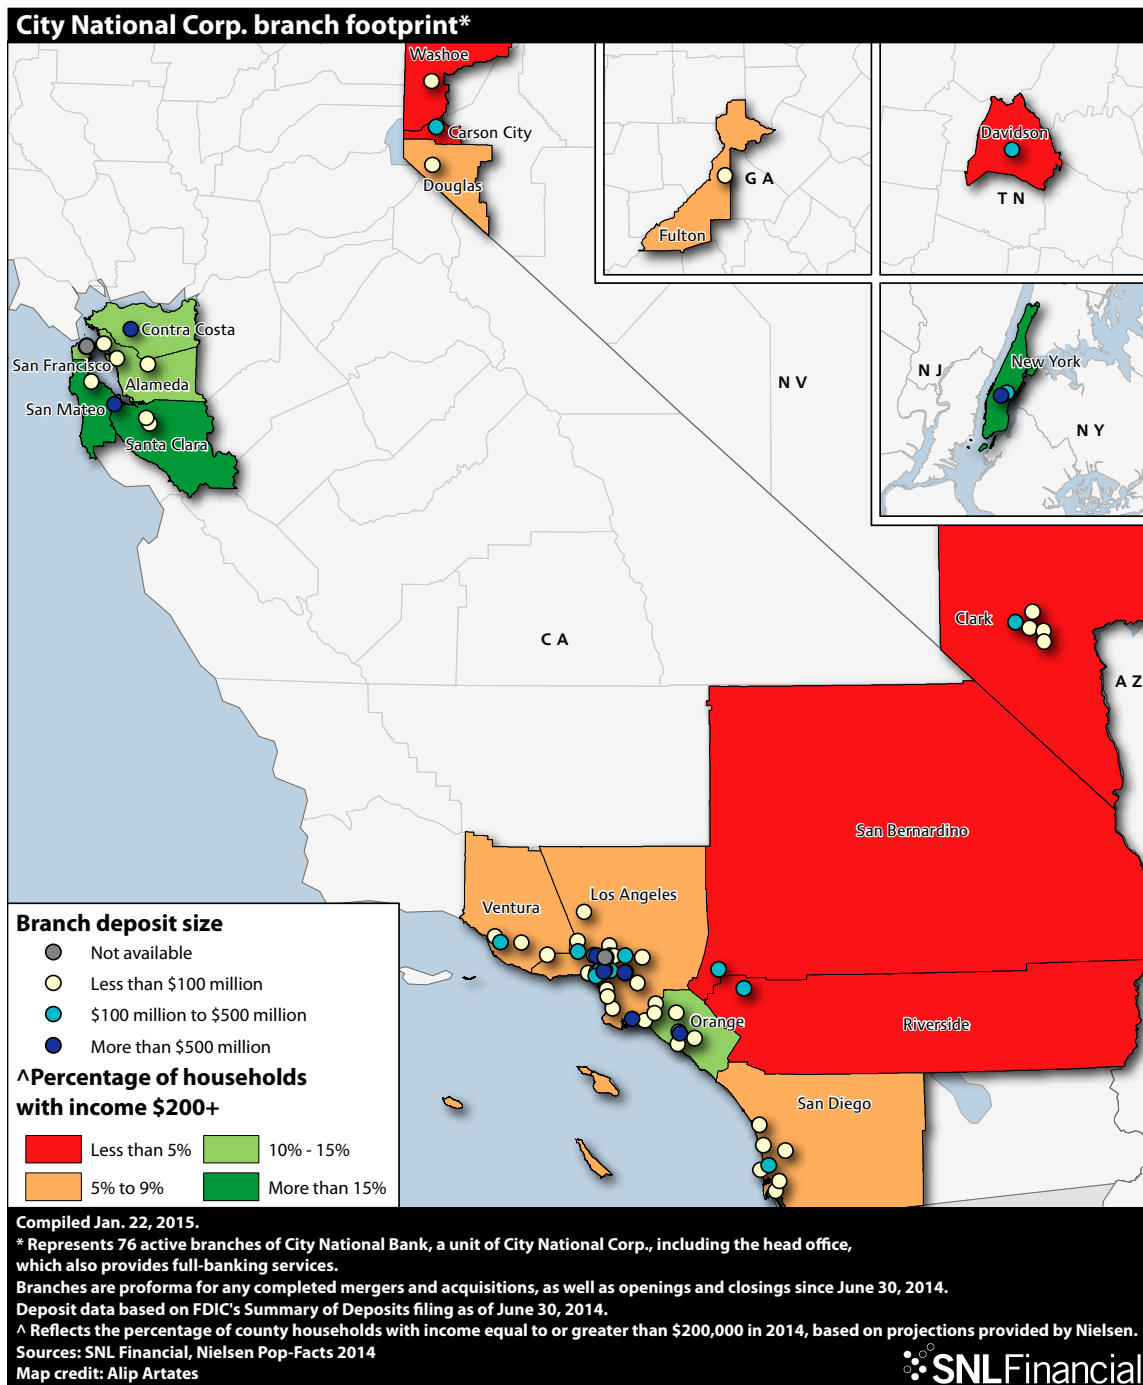 City National Corp. branch footprint*
Washoe
Carson City
Douglas
GA
Fulton
Davidson
TN
Contra Costa
San Francisco
Alameda
San Mateo
Santa Clara
NV
NJ
New York
NY
CA
Clark
AZ
San Bernardino
Los Angeles
Ventura
Orange
Riverside
San Diego
Branch deposit size
Not available
Less than $100 million
$100 million to $500 million
More than $500 million
^Percentage of households
with income $200+
Less than 5%
10% - 15%
5% to 9%
More than 15%
Compiled Jan. 22, 2015.
* Represents 76 active branches of City National Bank, a unit of City National Corp., including the head office,
which also provides full-banking services.
Branches are proforma for any completed mergers and acquisitions, as well as openings and closings since June 30, 2014.
Deposit data based on FDIC's Summary of Deposits filing as of June 30, 2014.
^ Reflects the percentage of county households with income equal to or greater than $200,000 in 2014, based on projections provided by Nielsen.
Sources: SNL Financial, Nielsen Pop-Facts 2014
Map credit: Alip Artates
SNLFinancial